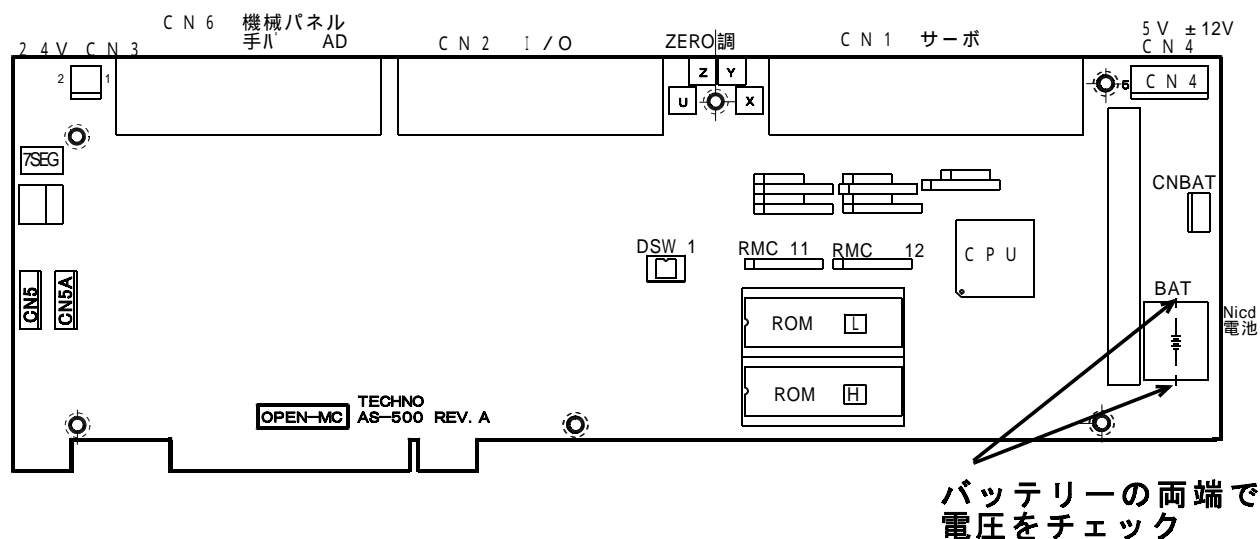 CN6 機械パネル
手パ AD
24V CN3
CN2 I/O
ZERO調
CN1 サーボ
5V ±12V
CN4
2
1
Z
Y
U
X
5
CN4
7SEG
CNBAT
DSW 1
RMC 11
RMC 12
CPU
CN5
CN5A
BAT
Nicd
電池
ROM L
ROM H
OPEN-MC
TECHNO
AS-500 REV. A
バッテリーの両端で
電圧をチェック